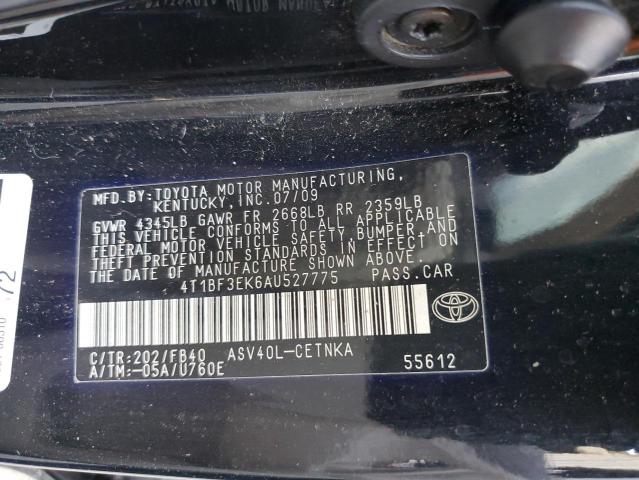 MFD.BY:TOYOTA MOTOR MANUFACTURING,
KENTUCKY, INC.07/09
GVWR 4345LB GAWR FR 2668LB RR 2359LB
THIS VEHICLE CONFORMS TO ALL APPLICABLE
FEDERAL MOTOR VEHICLE SAFETY, BUMPER, AND
THEFT PREVENTION STANDARDS IN EFFECT ON
THE DATE OF MANUFACTURE SHOWN ABOVE.
4T1BF3EK6AU527775 PASS.CAR
C/TR:202/FB40 ASV40L-CETNKA
A/TM:-05A/U760E 55612
72